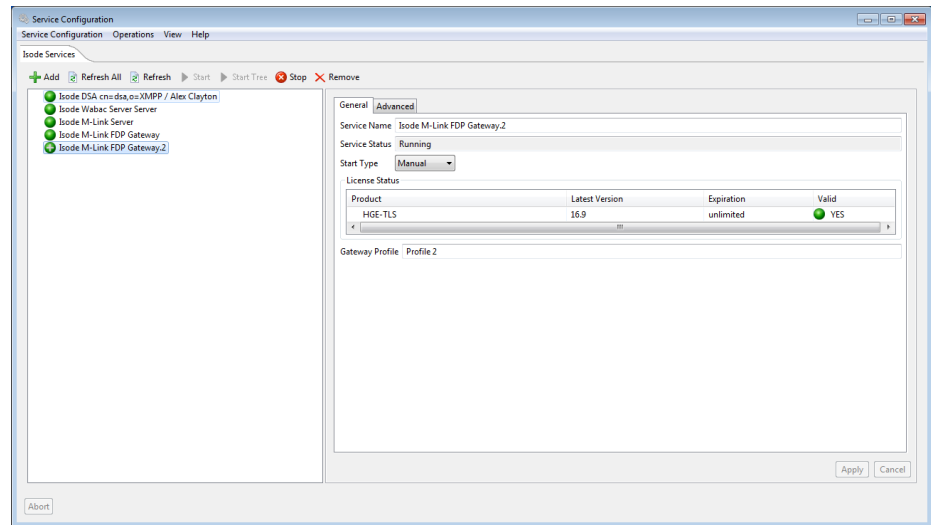 Service Configuration
Service Configuration Operations View Help
Isode Services
Add Refresh All Refresh Start Start Tree Stop Remove
Isode DSA cn=dsa,o=XMPP / Alex Clayton
Isode Wabac Server Server
Isode M-Link Server
Isode M-Link FDP Gateway
Isode M-Link FDP Gateway.2
General Advanced
Service Name Isode M-Link FDP Gateway.2
Service Status Running
Start Type Manual
License Status
Product Latest Version Expiration Valid
HGE-TLS 16.9 unlimited YES
Gateway Profile Profile 2
Apply Cancel
Abort